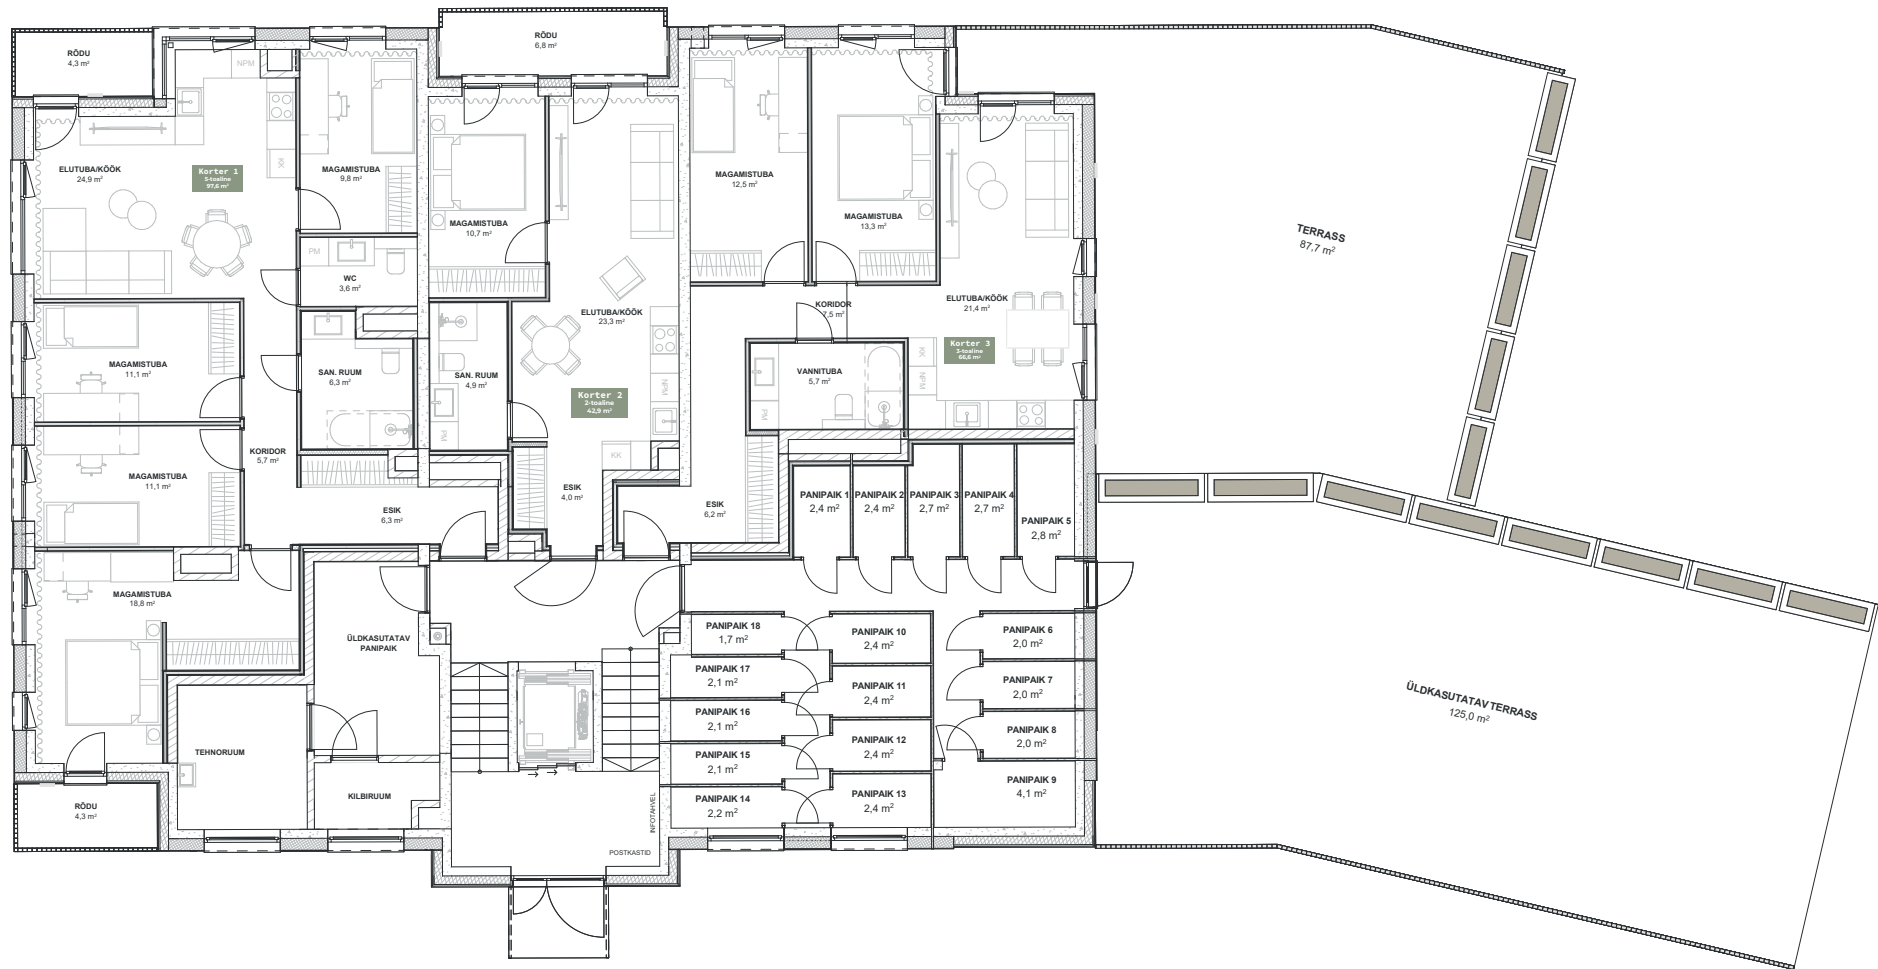 RÕDU
4,3 m²
RÕDU
6,8 m²
NPM
KK
ELUTUBA/KÖÖK
24,9 m²
Korter 1
5-toaline
97,6 m²
MAGAMISTUBA
9,8 m²
MAGAMISTUBA
10,7 m²
MAGAMISTUBA
12,5 m²
MAGAMISTUBA
13,3 m²
TERRASS
87,7 m²
PM
WC
3,6 m²
ELUTUBA/KÖÖK
23,3 m²
KORIDOR
7,5 m²
ELUTUBA/KÖÖK
21,4 m²
Korter 3
3-toaline
66,6 m²
KK
NPM
MAGAMISTUBA
11,1 m²
SAN. RUUM
6,3 m²
SAN. RUUM
4,9 m²
PM
Korter 2
2-toaline
42,9 m²
NPM
KK
VANNITUBA
5,7 m²
PM
KORIDOR
5,7 m²
MAGAMISTUBA
11,1 m²
ESIK
6,3 m²
ESIK
4,0 m²
ESIK
6,2 m²
PANIPAIK 1
2,4 m²
PANIPAIK 2
2,4 m²
PANIPAIK 3
2,7 m²
PANIPAIK 4
2,7 m²
PANIPAIK 5
2,8 m²
MAGAMISTUBA
18,8 m²
ÜLDKASUTATAV
PANIPAIK
PANIPAIK 18
1,7 m²
PANIPAIK 10
2,4 m²
PANIPAIK 6
2,0 m²
PANIPAIK 17
2,1 m²
PANIPAIK 11
2,4 m²
PANIPAIK 7
2,0 m²
PANIPAIK 16
2,1 m²
PANIPAIK 12
2,4 m²
PANIPAIK 8
2,0 m²
PANIPAIK 15
2,1 m²
PANIPAIK 13
2,4 m²
PANIPAIK 9
4,1 m²
PANIPAIK 14
2,2 m²
ÜLDKASUTATAV TERRASS
125,0 m²
TEHNORUUM
KILBIRUUM
RÕDU
4,3 m²
INFOTAHVEL
POSTKASTID